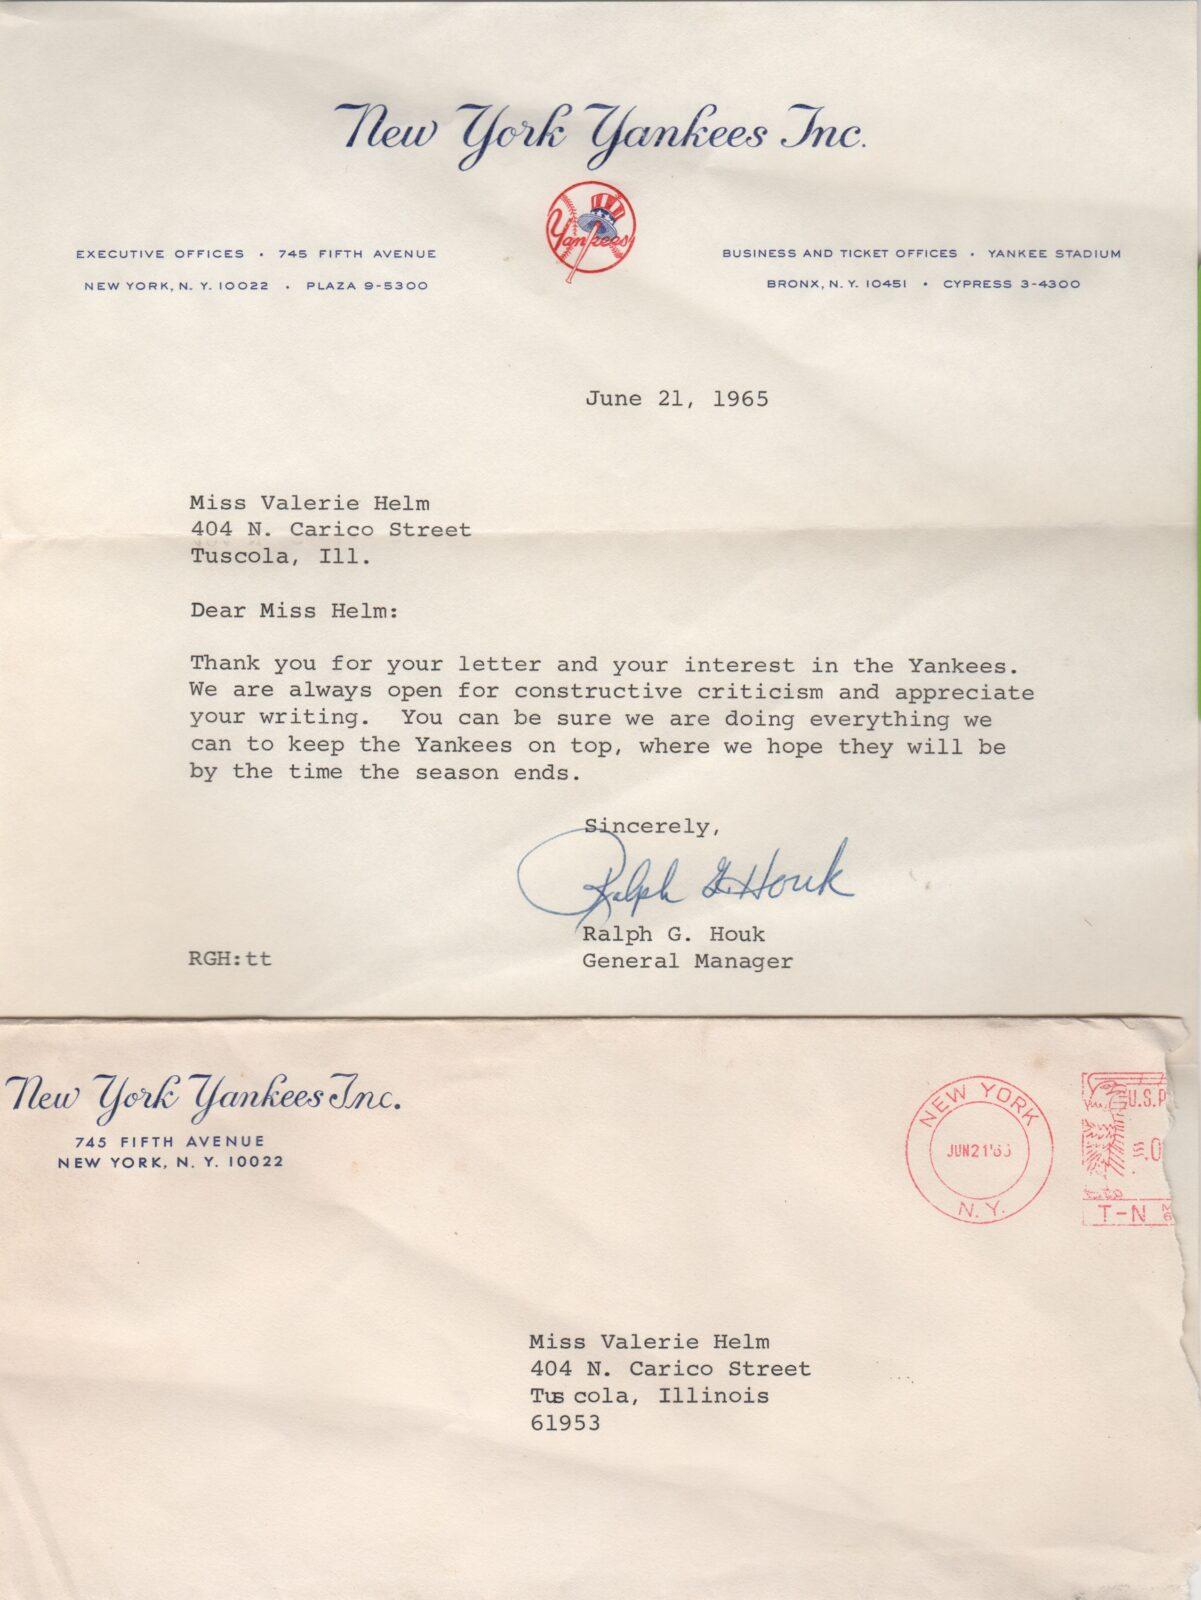 New York Yankees Inc.
Yankees
EXECUTIVE OFFICES • 745 FIFTH AVENUE
NEW YORK, N. Y. 10022 • PLAZA 9-5300
BUSINESS AND TICKET OFFICES • YANKEE STADIUM
BRONX, N. Y. 10451 • CYPRESS 3-4300
June 21, 1965
Miss Valerie Helm
404 N. Carico Street
Tuscola, Ill.
Dear Miss Helm:
Thank you for your letter and your interest in the Yankees.
We are always open for constructive criticism and appreciate
your writing. You can be sure we are doing everything we
can to keep the Yankees on top, where we hope they will be
by the time the season ends.
Sincerely,
Ralph G. Houk
Ralph G. Houk
General Manager
RGH:tt
New York Yankees Inc.
745 FIFTH AVENUE
NEW YORK, N. Y. 10022
NEW YORK
JUN 21 '65
N. Y.
U.S.P
.0
T-N
Miss Valerie Helm
404 N. Carico Street
Tuscola, Illinois
61953